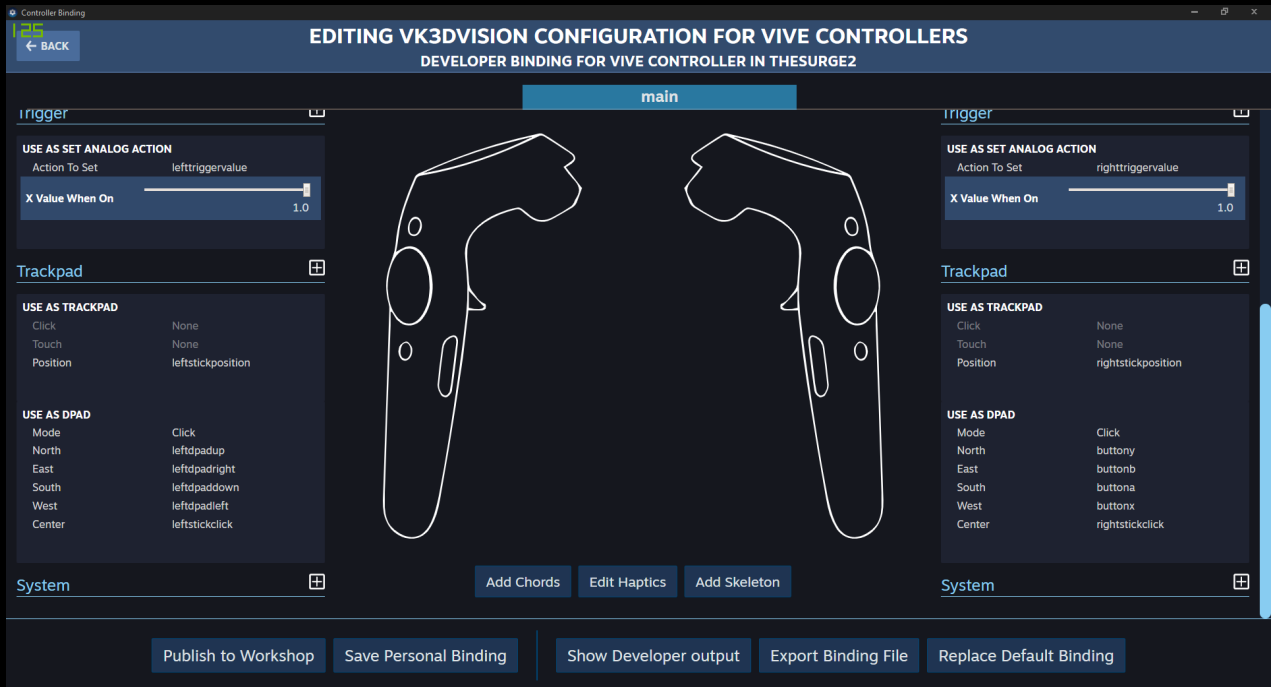 Controller Binding
125
← BACK
EDITING VK3DVISION CONFIGURATION FOR VIVE CONTROLLERS
DEVELOPER BINDING FOR VIVE CONTROLLER IN THESURGE2
main
Trigger
USE AS SET ANALOG ACTION
Action To Set lefttriggervalue
X Value When On
1.0
Trackpad
USE AS TRACKPAD
Click None
Touch None
Position leftstickposition
USE AS DPAD
Mode Click
North leftdpadup
East leftdpadright
South leftdpaddown
West leftdpadleft
Center leftstickclick
System
Trigger
USE AS SET ANALOG ACTION
Action To Set righttriggervalue
X Value When On
1.0
Trackpad
USE AS TRACKPAD
Click None
Touch None
Position rightstickposition
USE AS DPAD
Mode Click
North buttony
East buttonb
South buttona
West buttonx
Center rightstickclick
System
Add Chords Edit Haptics Add Skeleton
Publish to Workshop Save Personal Binding Show Developer output Export Binding File Replace Default Binding